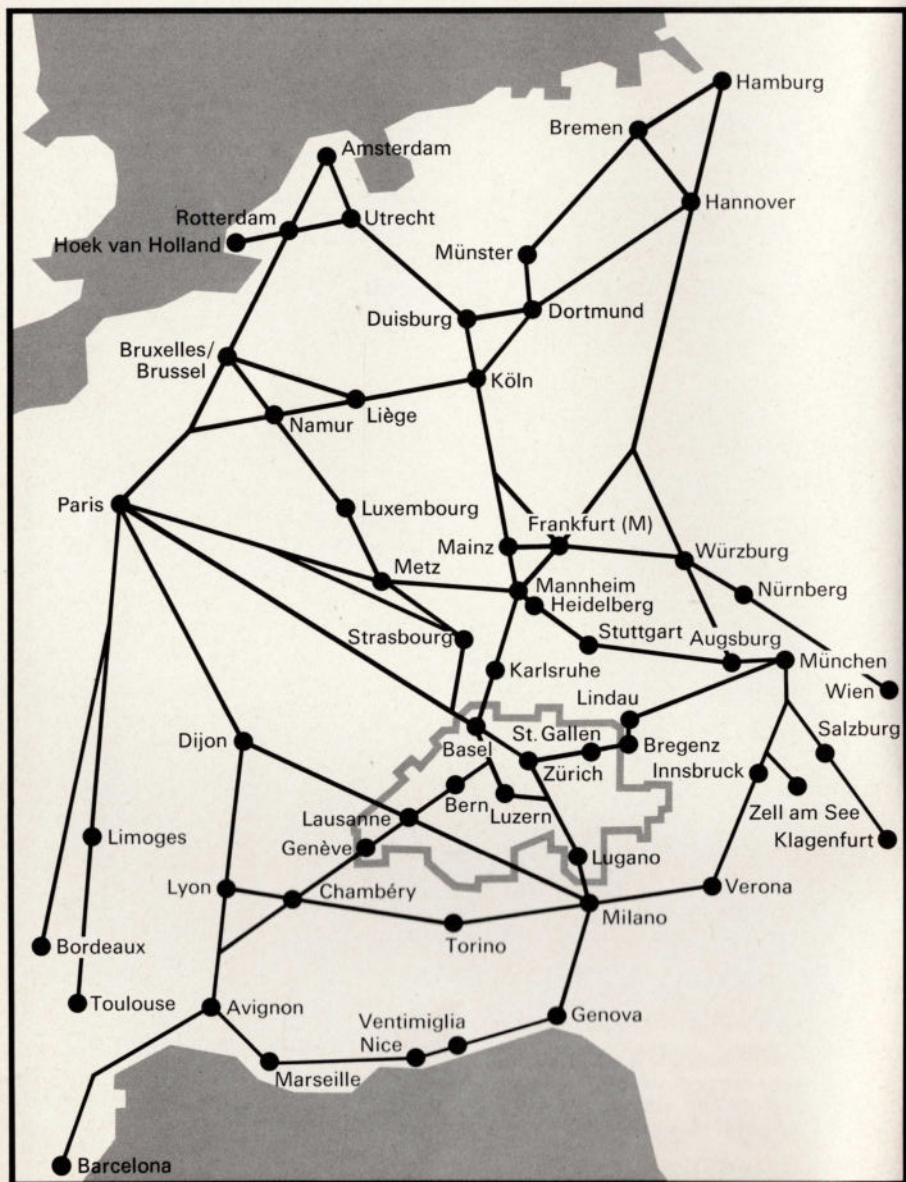 Hamburg
Bremen
Amsterdam
Hannover
Rotterdam
Utrecht
Hoek van Holland
Münster
Duisburg
Dortmund
Bruxelles/
Brussel
Köln
Liège
Namur
Paris
Luxembourg
Frankfurt (M)
Mainz
Würzburg
Metz
Mannheim
Nürnberg
Heidelberg
Strasbourg
Stuttgart
Augsburg
München
Karlsruhe
Wien
Lindau
Salzburg
Dijon
Basel
St. Gallen
Bregenz
Zürich
Innsbruck
Bern
Luzern
Zell am See
Lausanne
Klagenfurt
Limoges
Genève
Lugano
Lyon
Chambéry
Verona
Milano
Torino
Bordeaux
Toulouse
Avignon
Genova
Ventimiglia
Nice
Marseille
Barcelona